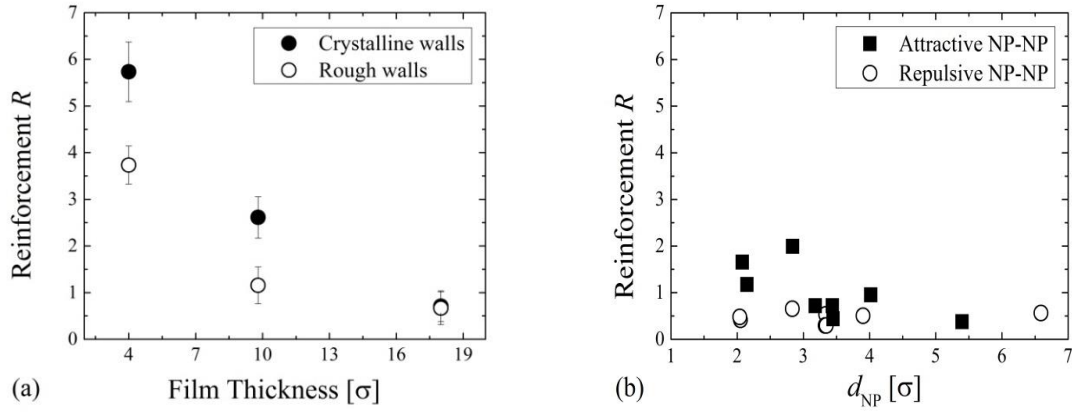 7
6
5
4
3
2
1
0
Reinforcement R
Crystalline walls
Rough walls
4 7 10 13 16 19
Film Thickness [σ]
(a)
7
6
5
4
3
2
1
0
Reinforcement R
Attractive NP-NP
Repulsive NP-NP
1 2 3 4 5 6 7
d_NP [σ]
(b)